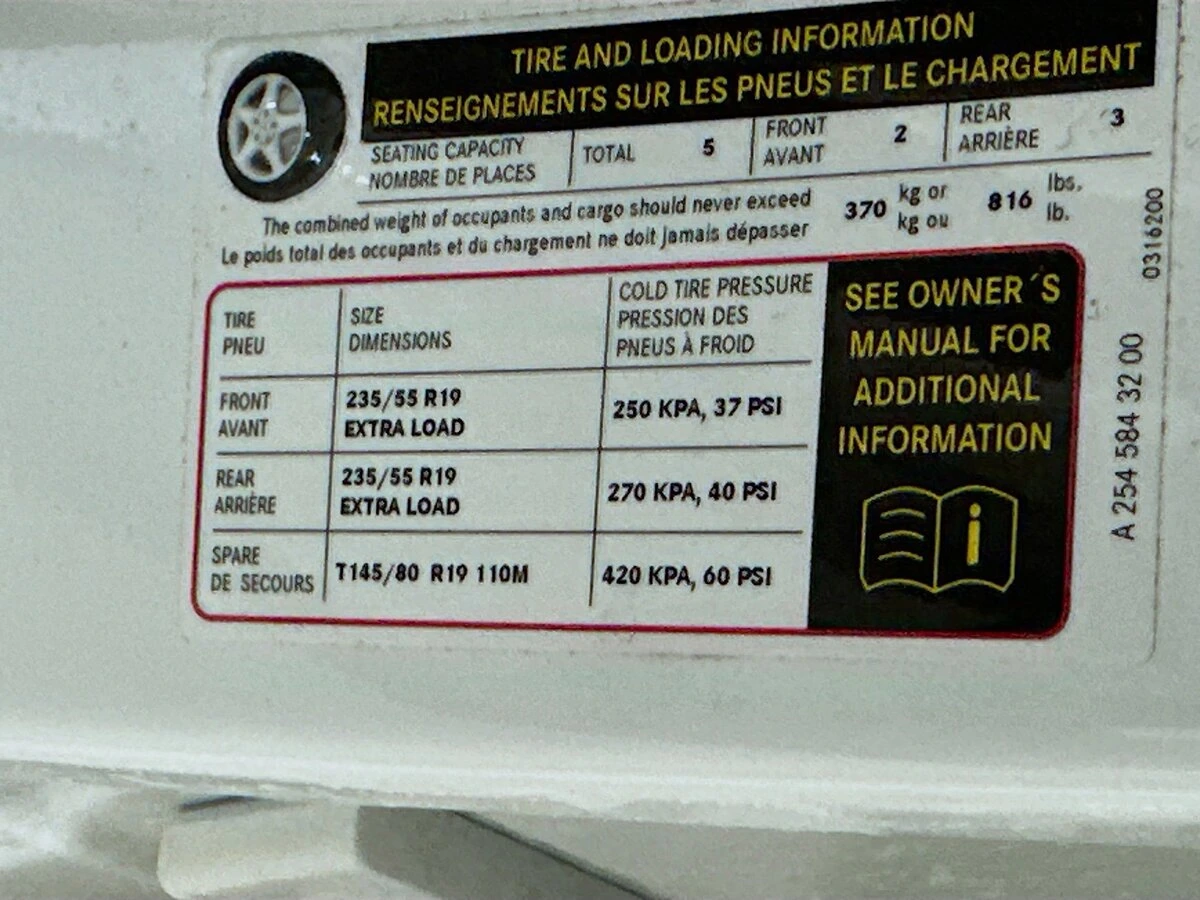 TIRE AND LOADING INFORMATION
RENSEIGNEMENTS SUR LES PNEUS ET LE CHARGEMENT
SEATING CAPACITY
NOMBRE DE PLACES
TOTAL 5
FRONT
AVANT
2
REAR
ARRIÈRE
3
The combined weight of occupants and cargo should never exceed
Le poids total des occupants et du chargement ne doit jamais dépasser
370 kg or
kg ou
816 lbs.
lb.
TIRE
PNEU
SIZE
DIMENSIONS
COLD TIRE PRESSURE
PRESSION DES
PNEUS À FROID
FRONT
AVANT
235/55 R19
EXTRA LOAD
250 KPA, 37 PSI
REAR
ARRIÈRE
235/55 R19
EXTRA LOAD
270 KPA, 40 PSI
SPARE
DE SECOURS
T145/80 R19 110M
420 KPA, 60 PSI
SEE OWNER´S
MANUAL FOR
ADDITIONAL
INFORMATION
0316200
A 254 584 32 00